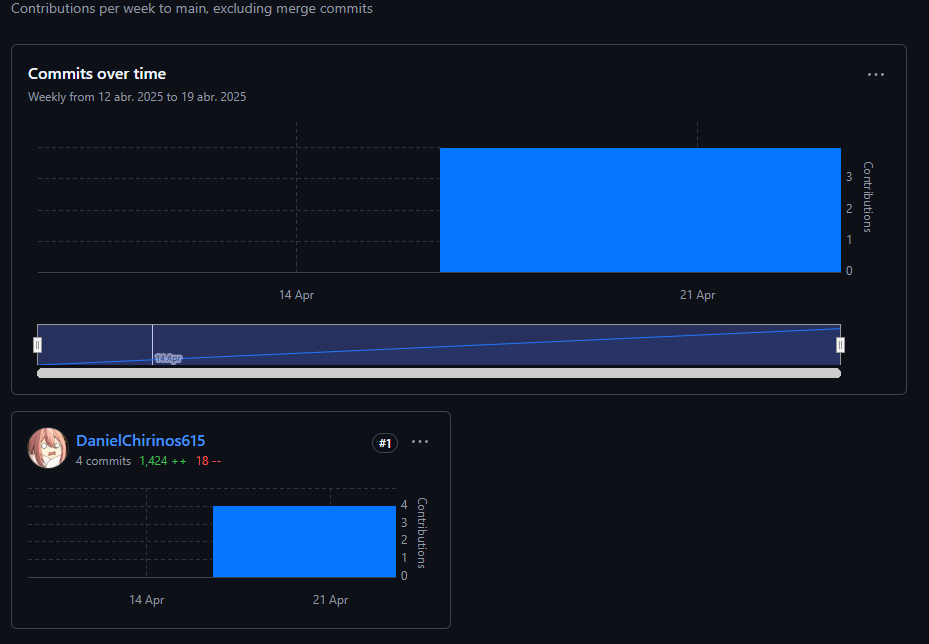 Contributions per week to main, excluding merge commits
Commits over time
Weekly from 12 abr. 2025 to 19 abr. 2025
3
2
1
0
Contributions
14 Apr
21 Apr
14 Apr
DanielChirinos615
#1
4 commits 1,424 ++ 18 --
4
3
2
1
0
Contributions
14 Apr
21 Apr